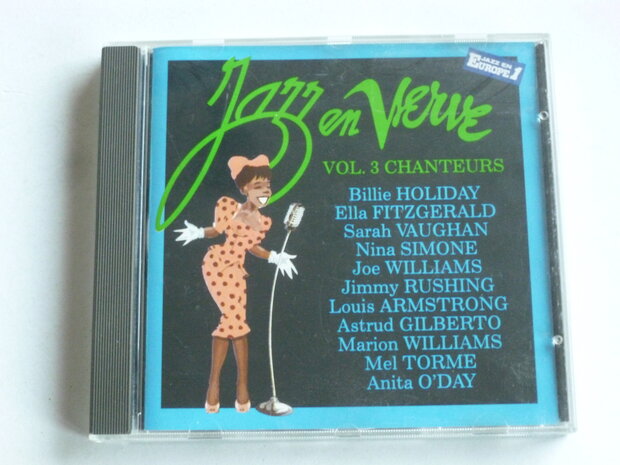 JAZZ EN
EUROPE 1
Jazz en Verve
VOL. 3 CHANTEURS
Billie HOLIDAY
Ella FITZGERALD
Sarah VAUGHAN
Nina SIMONE
Joe WILLIAMS
Jimmy RUSHING
Louis ARMSTRONG
Astrud GILBERTO
Marion WILLIAMS
Mel TORME
Anita O'DAY